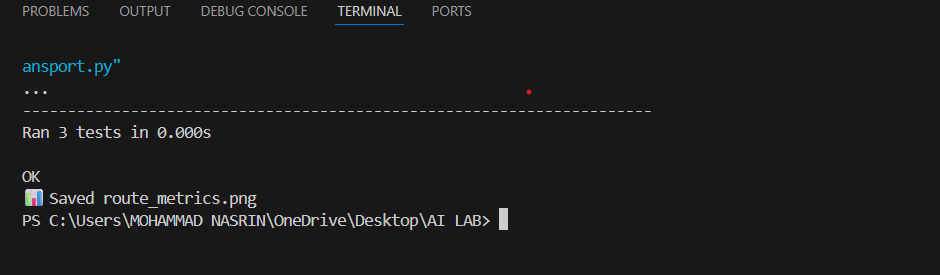 PROBLEMS OUTPUT DEBUG CONSOLE TERMINAL PORTS
ansport.py"
...
----------------------------------------------------------------------
Ran 3 tests in 0.000s
OK
📊 Saved route_metrics.png
PS C:\Users\MOHAMMAD NASRIN\OneDrive\Desktop\AI LAB>